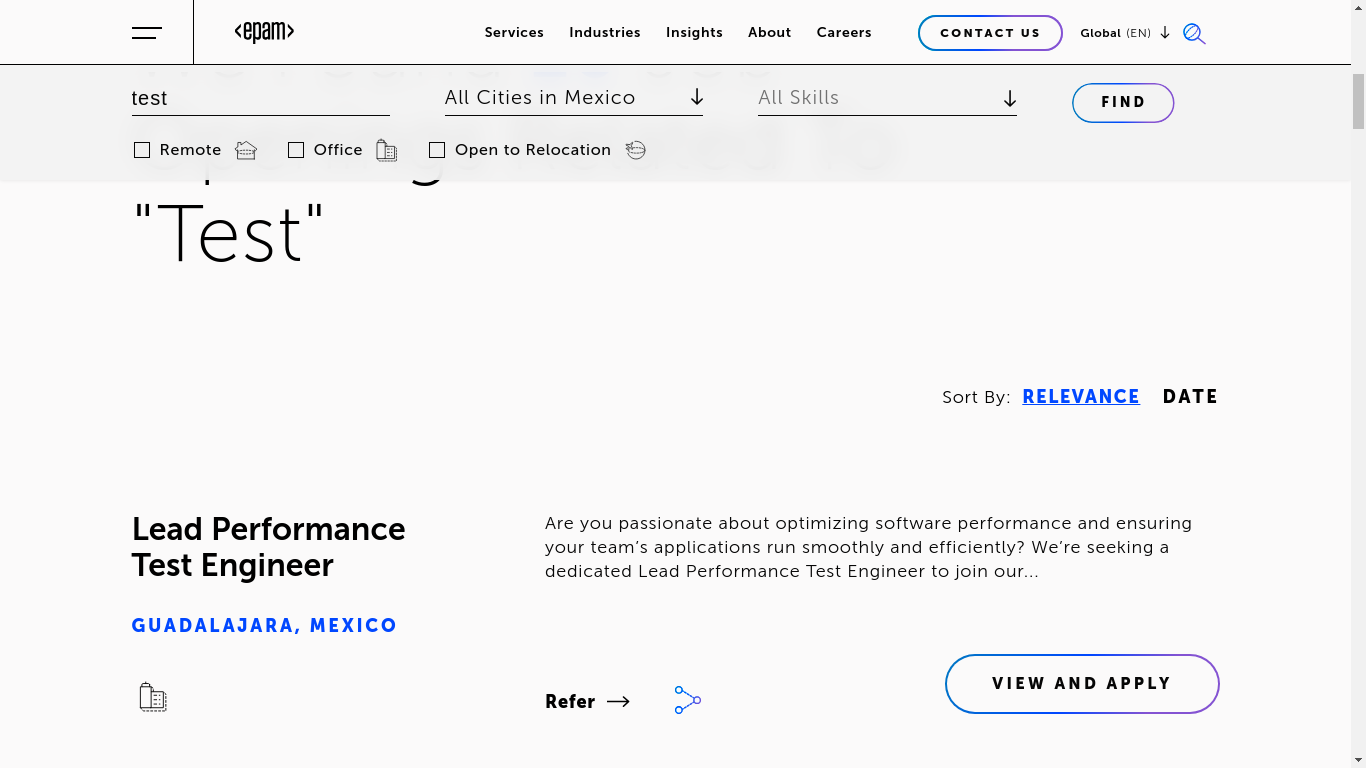 <epam>
Services Industries Insights About Careers CONTACT US Global (EN)
test All Cities in Mexico All Skills FIND
Remote Office Open to Relocation
"Test"
Sort By: RELEVANCE DATE
Lead Performance
Test Engineer
Are you passionate about optimizing software performance and ensuring
your team's applications run smoothly and efficiently? We're seeking a
dedicated Lead Performance Test Engineer to join our...
GUADALAJARA, MEXICO
Refer
VIEW AND APPLY